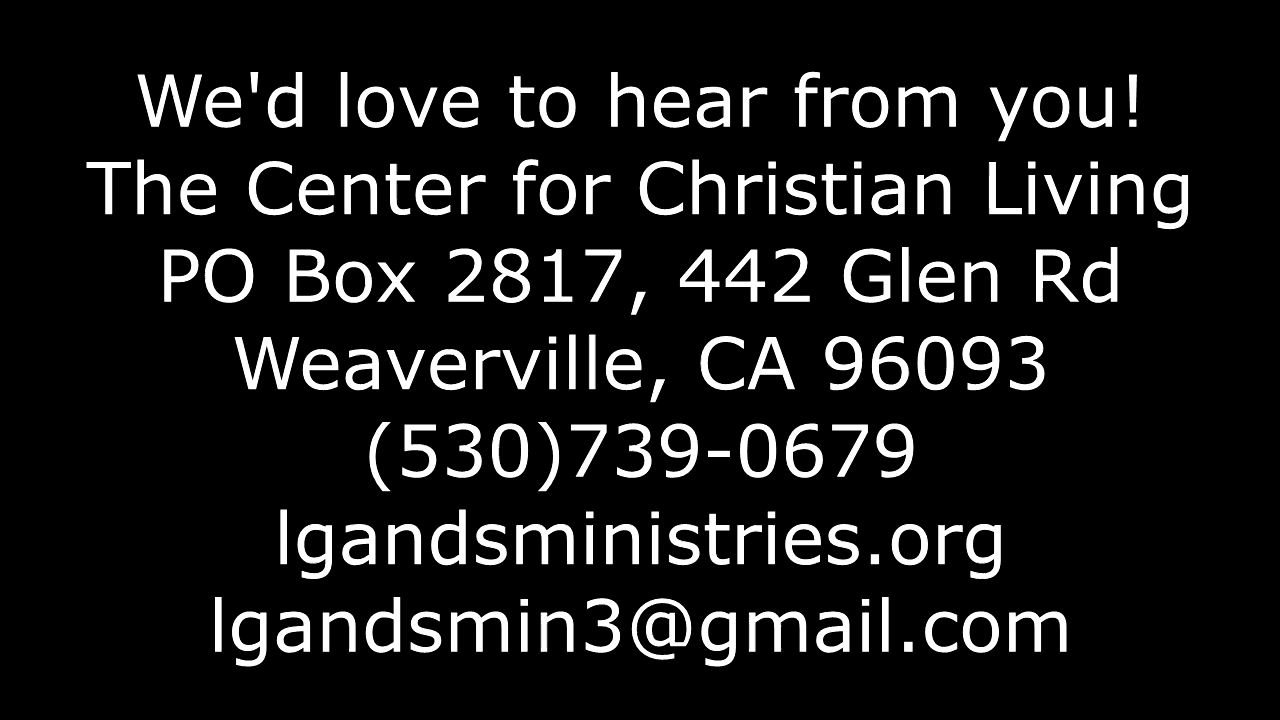 We'd love to hear from you!
The Center for Christian Living
PO Box 2817, 442 Glen Rd
Weaverville, CA 96093
(530)739-0679
lgandsministries.org
lgandsmin3@gmail.com